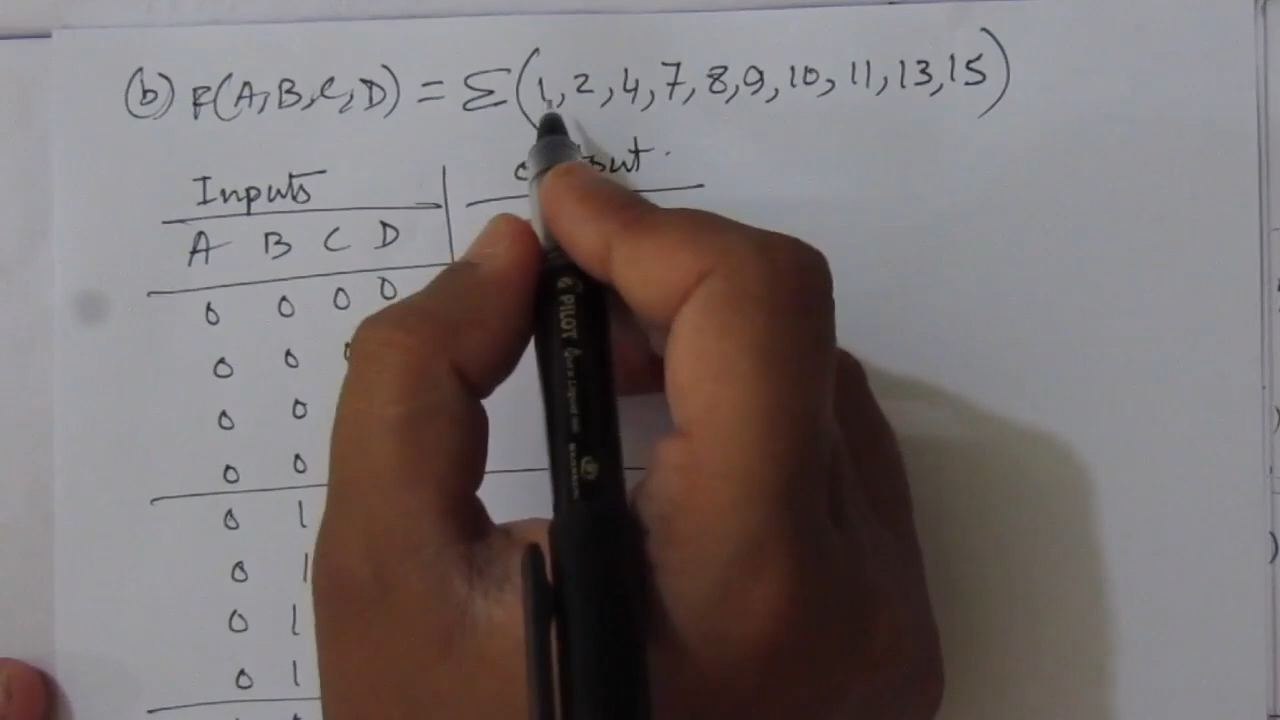 (b) F(A,B,C,D) = Σ(1,2,4,7,8,9,10,11,13,15)
Inputs
A B C D
0 0 0 0
0 0
0 0
0 0
0 1
0 1
0 1
0 1
PILOT